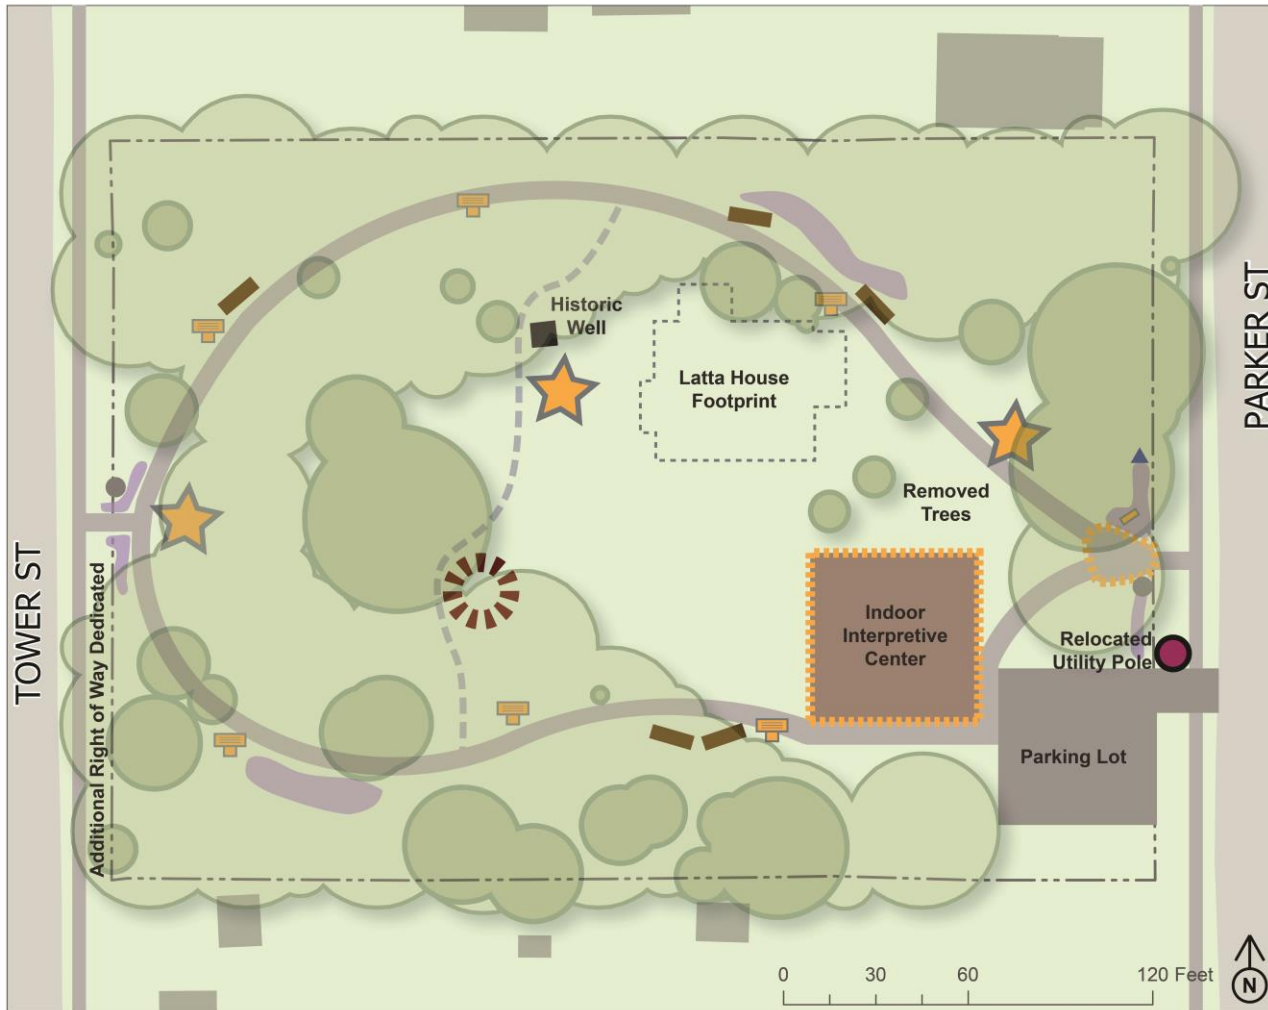 Historic
Well
Latta House
Footprint
PARKER ST
Removed
Trees
TOWER ST
Additional Right of Way Dedicated
Indoor
Interpretive
Center
Relocated
Utility Pole
Parking Lot
0 30 60 120 Feet
N